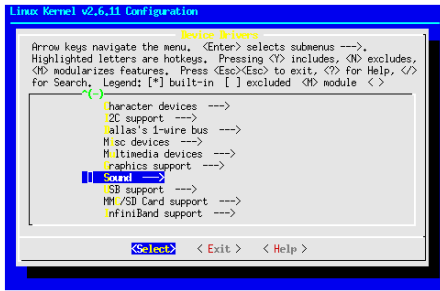 Linux Kernel v2.6.11 Configuration
Device Drivers
Arrow keys navigate the menu.  <Enter> selects submenus --->.
Highlighted letters are hotkeys.  Pressing <Y> includes, <N> excludes,
<M> modularizes features.  Press <Esc><Esc> to exit, <?> for Help, </>
for Search.  Legend: [*] built-in  [ ] excluded  <M> module  < >
^(-)
Character devices  --->
I2C support  --->
Dallas's 1-wire bus  --->
Misc devices  --->
Multimedia devices  --->
Graphics support  --->
Sound  --->
USB support  --->
MMC/SD Card support  --->
InfiniBand support  --->
<Select>    < Exit >    < Help >